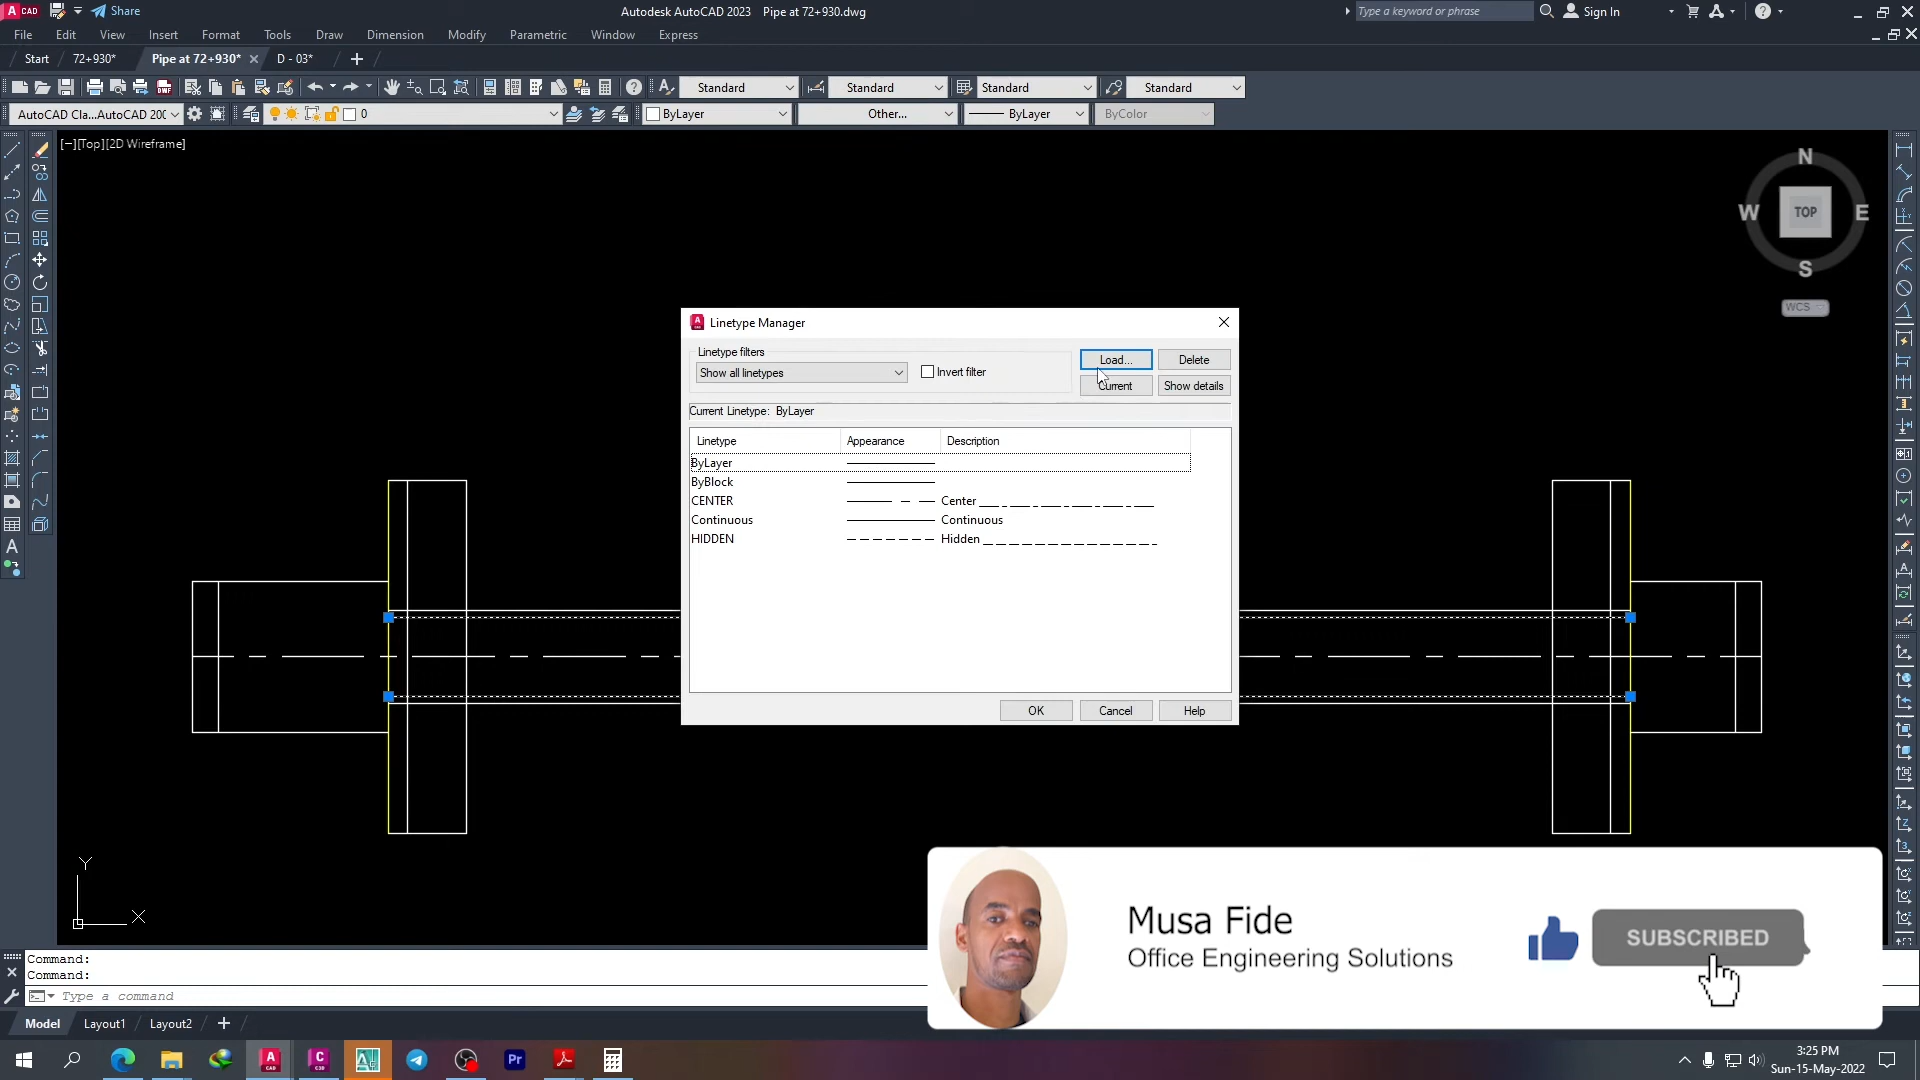 A CAD Share Autodesk AutoCAD 2023 Pipe at 72+930.dwg Type a keyword or phrase Sign In
File Edit View Insert Format Tools Draw Dimension Modify Parametric Window Express
Start 72+930* Pipe at 72+930* D - 03*
Standard Standard Standard Standard
AutoCAD Cla...AutoCAD 200 0 ByLayer Other... ByLayer ByColor
[−][Top][2D Wireframe]
N
W TOP E
S
WCS
Linetype Manager
Linetype filters
Show all linetypes Invert filter
Load... Delete
Current Show details
Current Linetype: ByLayer
Linetype Appearance Description
ByLayer
ByBlock
CENTER Center
Continuous Continuous
HIDDEN Hidden
OK Cancel Help
Y
X
Musa Fide
Office Engineering Solutions
SUBSCRIBED
Command:
Command:
Type a command
Model Layout1 Layout2
3:25 PM
Sun-15-May-2022